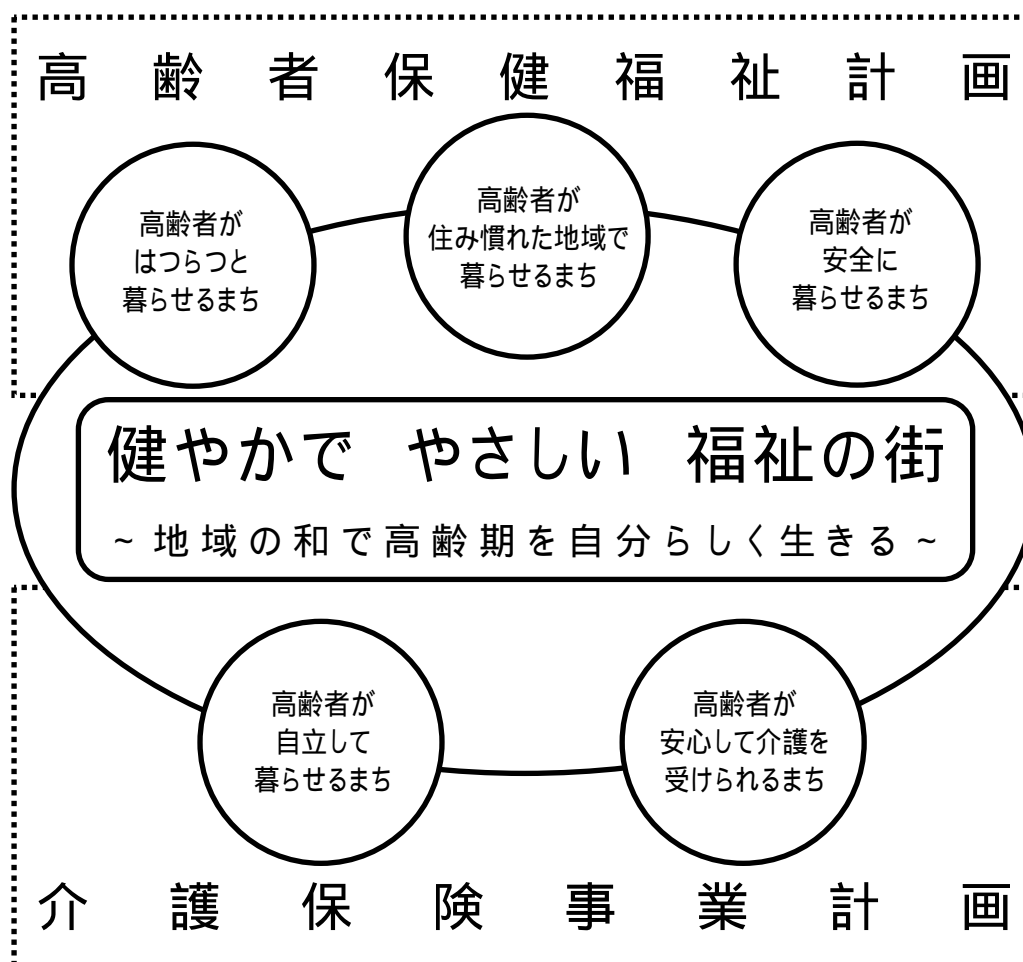 高齢者保健福祉計画
高齢者が
はつらつと
暮らせるまち
高齢者が
住み慣れた地域で
暮らせるまち
高齢者が
安全に
暮らせるまち
健やかで やさしい 福祉の街
~地域の和で高齢期を自分らしく生きる~
高齢者が
自立して
暮らせるまち
高齢者が
安心して介護を
受けられるまち
介護保険事業計画